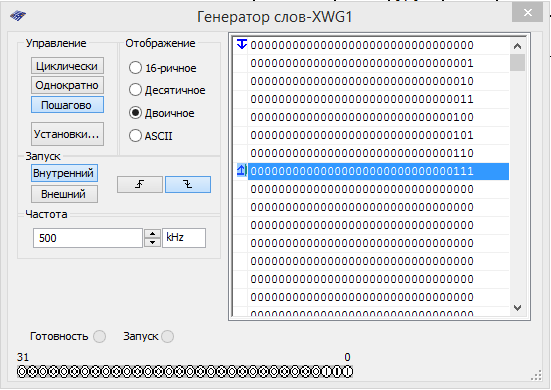 Генератор слов-XWG1
Управление
Циклически
Однократно
Пошагово
Установки...
Отображение
16-ричное
Десятичное
Двоичное
ASCII
Запуск
Внутренний
Внешний
Частота
500
kHz
00000000000000000000000000000000
00000000000000000000000000000001
00000000000000000000000000000010
00000000000000000000000000000011
00000000000000000000000000000100
00000000000000000000000000000101
00000000000000000000000000000110
00000000000000000000000000000111
00000000000000000000000000000000
00000000000000000000000000000000
00000000000000000000000000000000
00000000000000000000000000000000
00000000000000000000000000000000
00000000000000000000000000000000
00000000000000000000000000000000
00000000000000000000000000000000
Готовность
Запуск
31
0
00000000000000000000000000000111